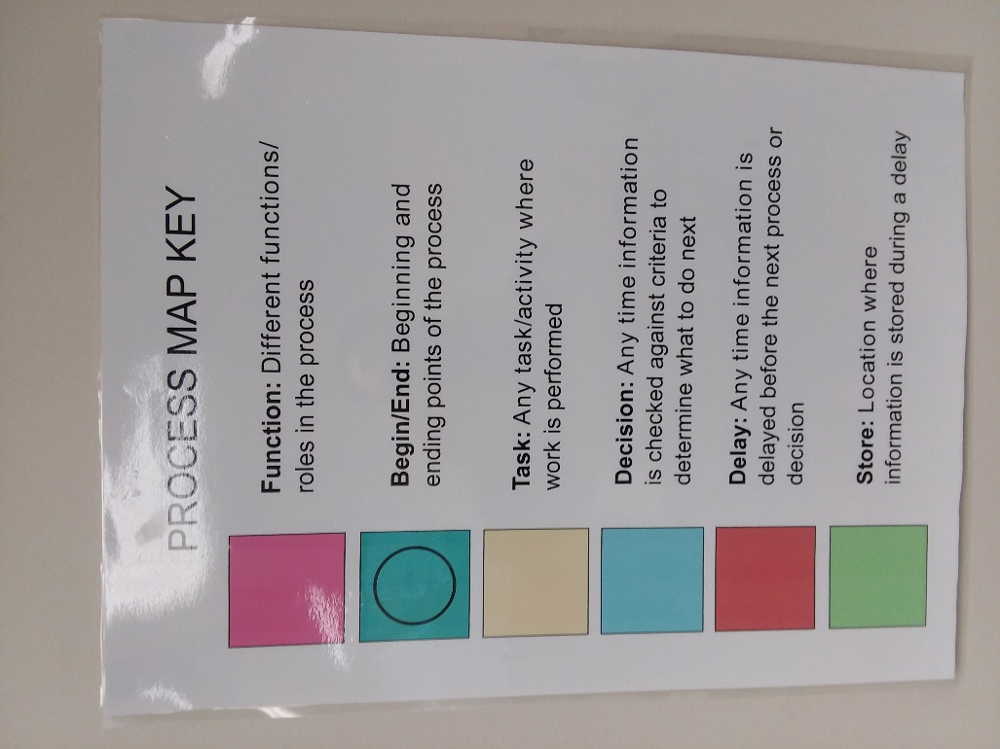 PROCESS MAP KEY
Function: Different functions/
roles in the process
Begin/End: Beginning and
ending points of the process
Task: Any task/activity where
work is performed
Decision: Any time information
is checked against criteria to
determine what to do next
Delay: Any time information is
delayed before the next process or
decision
Store: Location where
information is stored during a delay